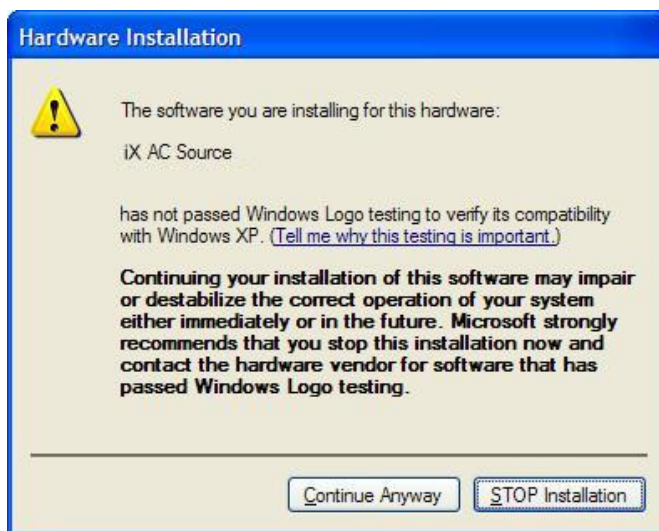 Hardware Installation
The software you are installing for this hardware:
iX AC Source
has not passed Windows Logo testing to verify its compatibility
with Windows XP. (Tell me why this testing is important.)
Continuing your installation of this software may impair
or destabilize the correct operation of your system
either immediately or in the future. Microsoft strongly
recommends that you stop this installation now and
contact the hardware vendor for software that has
passed Windows Logo testing.
Continue Anyway
STOP Installation